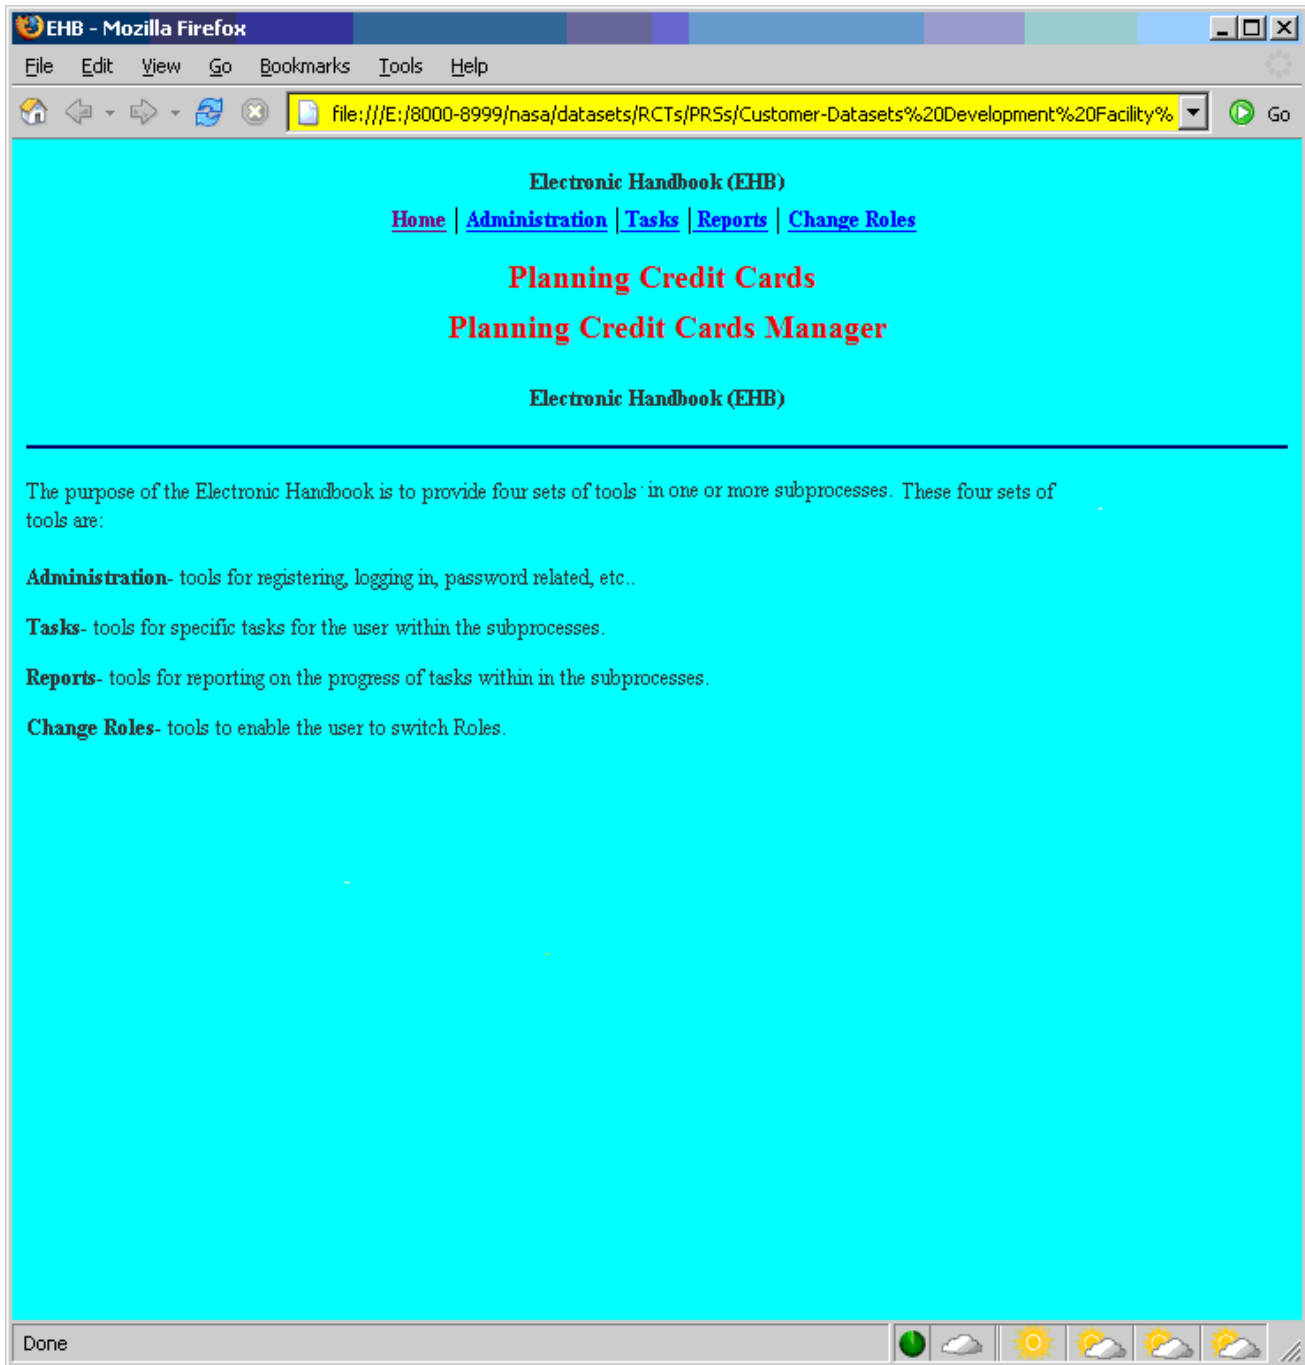 EHB - Mozilla Firefox
File Edit View Go Bookmarks Tools Help
file:///E:/8000-8999/nasa/datasets/RCTs/PRSs/Customer-Datasets%20Development%20Facility% Go
Electronic Handbook (EHB)
Home | Administration | Tasks | Reports | Change Roles
Planning Credit Cards
Planning Credit Cards Manager
Electronic Handbook (EHB)
The purpose of the Electronic Handbook is to provide four sets of tools in one or more subprocesses. These four sets of
tools are:
Administration- tools for registering, logging in, password related, etc..
Tasks- tools for specific tasks for the user within the subprocesses.
Reports- tools for reporting on the progress of tasks within in the subprocesses.
Change Roles- tools to enable the user to switch Roles.
Done